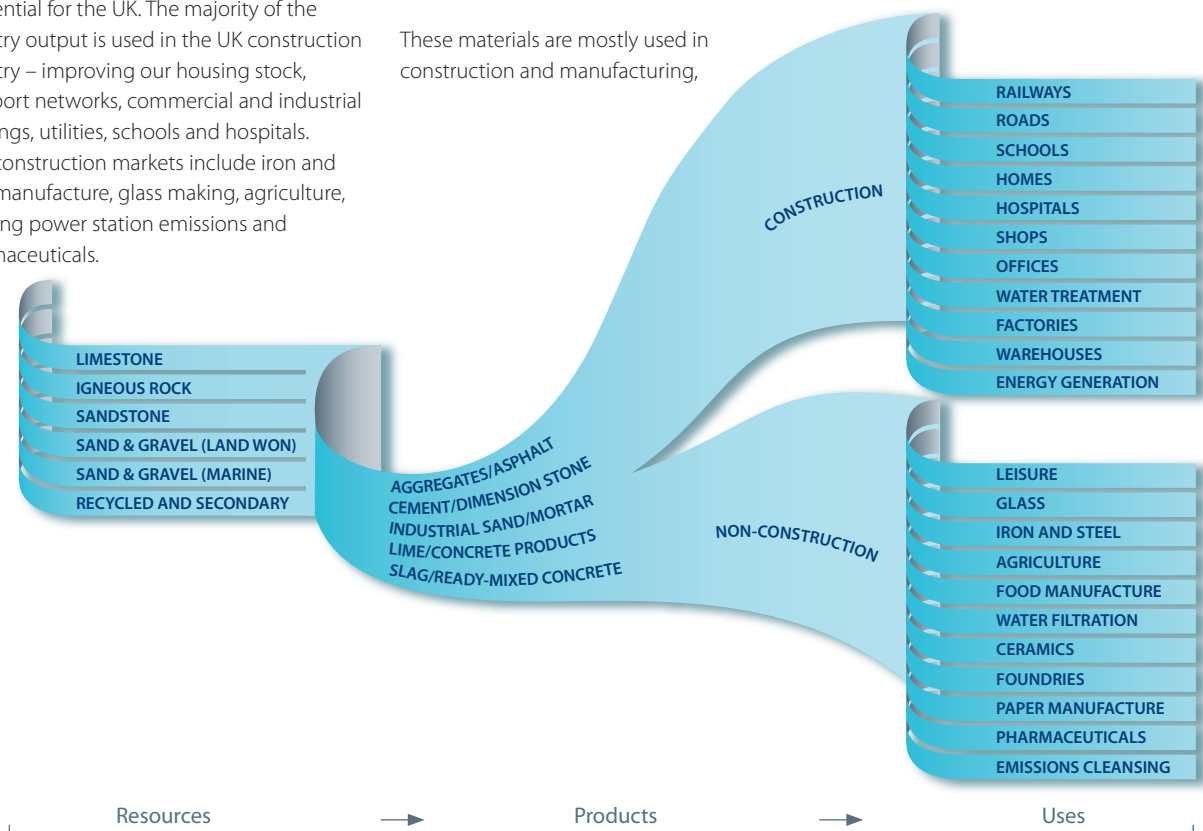 ential for the UK. The majority of the
try output is used in the UK construction
try – improving our housing stock,
port networks, commercial and industrial
ngs, utilities, schools and hospitals.
construction markets include iron and
manufacture, glass making, agriculture,
ng power station emissions and
naceuticals.
These materials are mostly used in
construction and manufacturing,
LIMESTONE
IGNEOUS ROCK
SANDSTONE
SAND & GRAVEL (LAND WON)
SAND & GRAVEL (MARINE)
RECYCLED AND SECONDARY
AGGREGATES/ASPHALT
CEMENT/DIMENSION STONE
INDUSTRIAL SAND/MORTAR
LIME/CONCRETE PRODUCTS
SLAG/READY-MIXED CONCRETE
CONSTRUCTION
NON-CONSTRUCTION
RAILWAYS
ROADS
SCHOOLS
HOMES
HOSPITALS
SHOPS
OFFICES
WATER TREATMENT
FACTORIES
WAREHOUSES
ENERGY GENERATION
LEISURE
GLASS
IRON AND STEEL
AGRICULTURE
FOOD MANUFACTURE
WATER FILTRATION
CERAMICS
FOUNDRIES
PAPER MANUFACTURE
PHARMACEUTICALS
EMISSIONS CLEANSING
Resources
Products
Uses